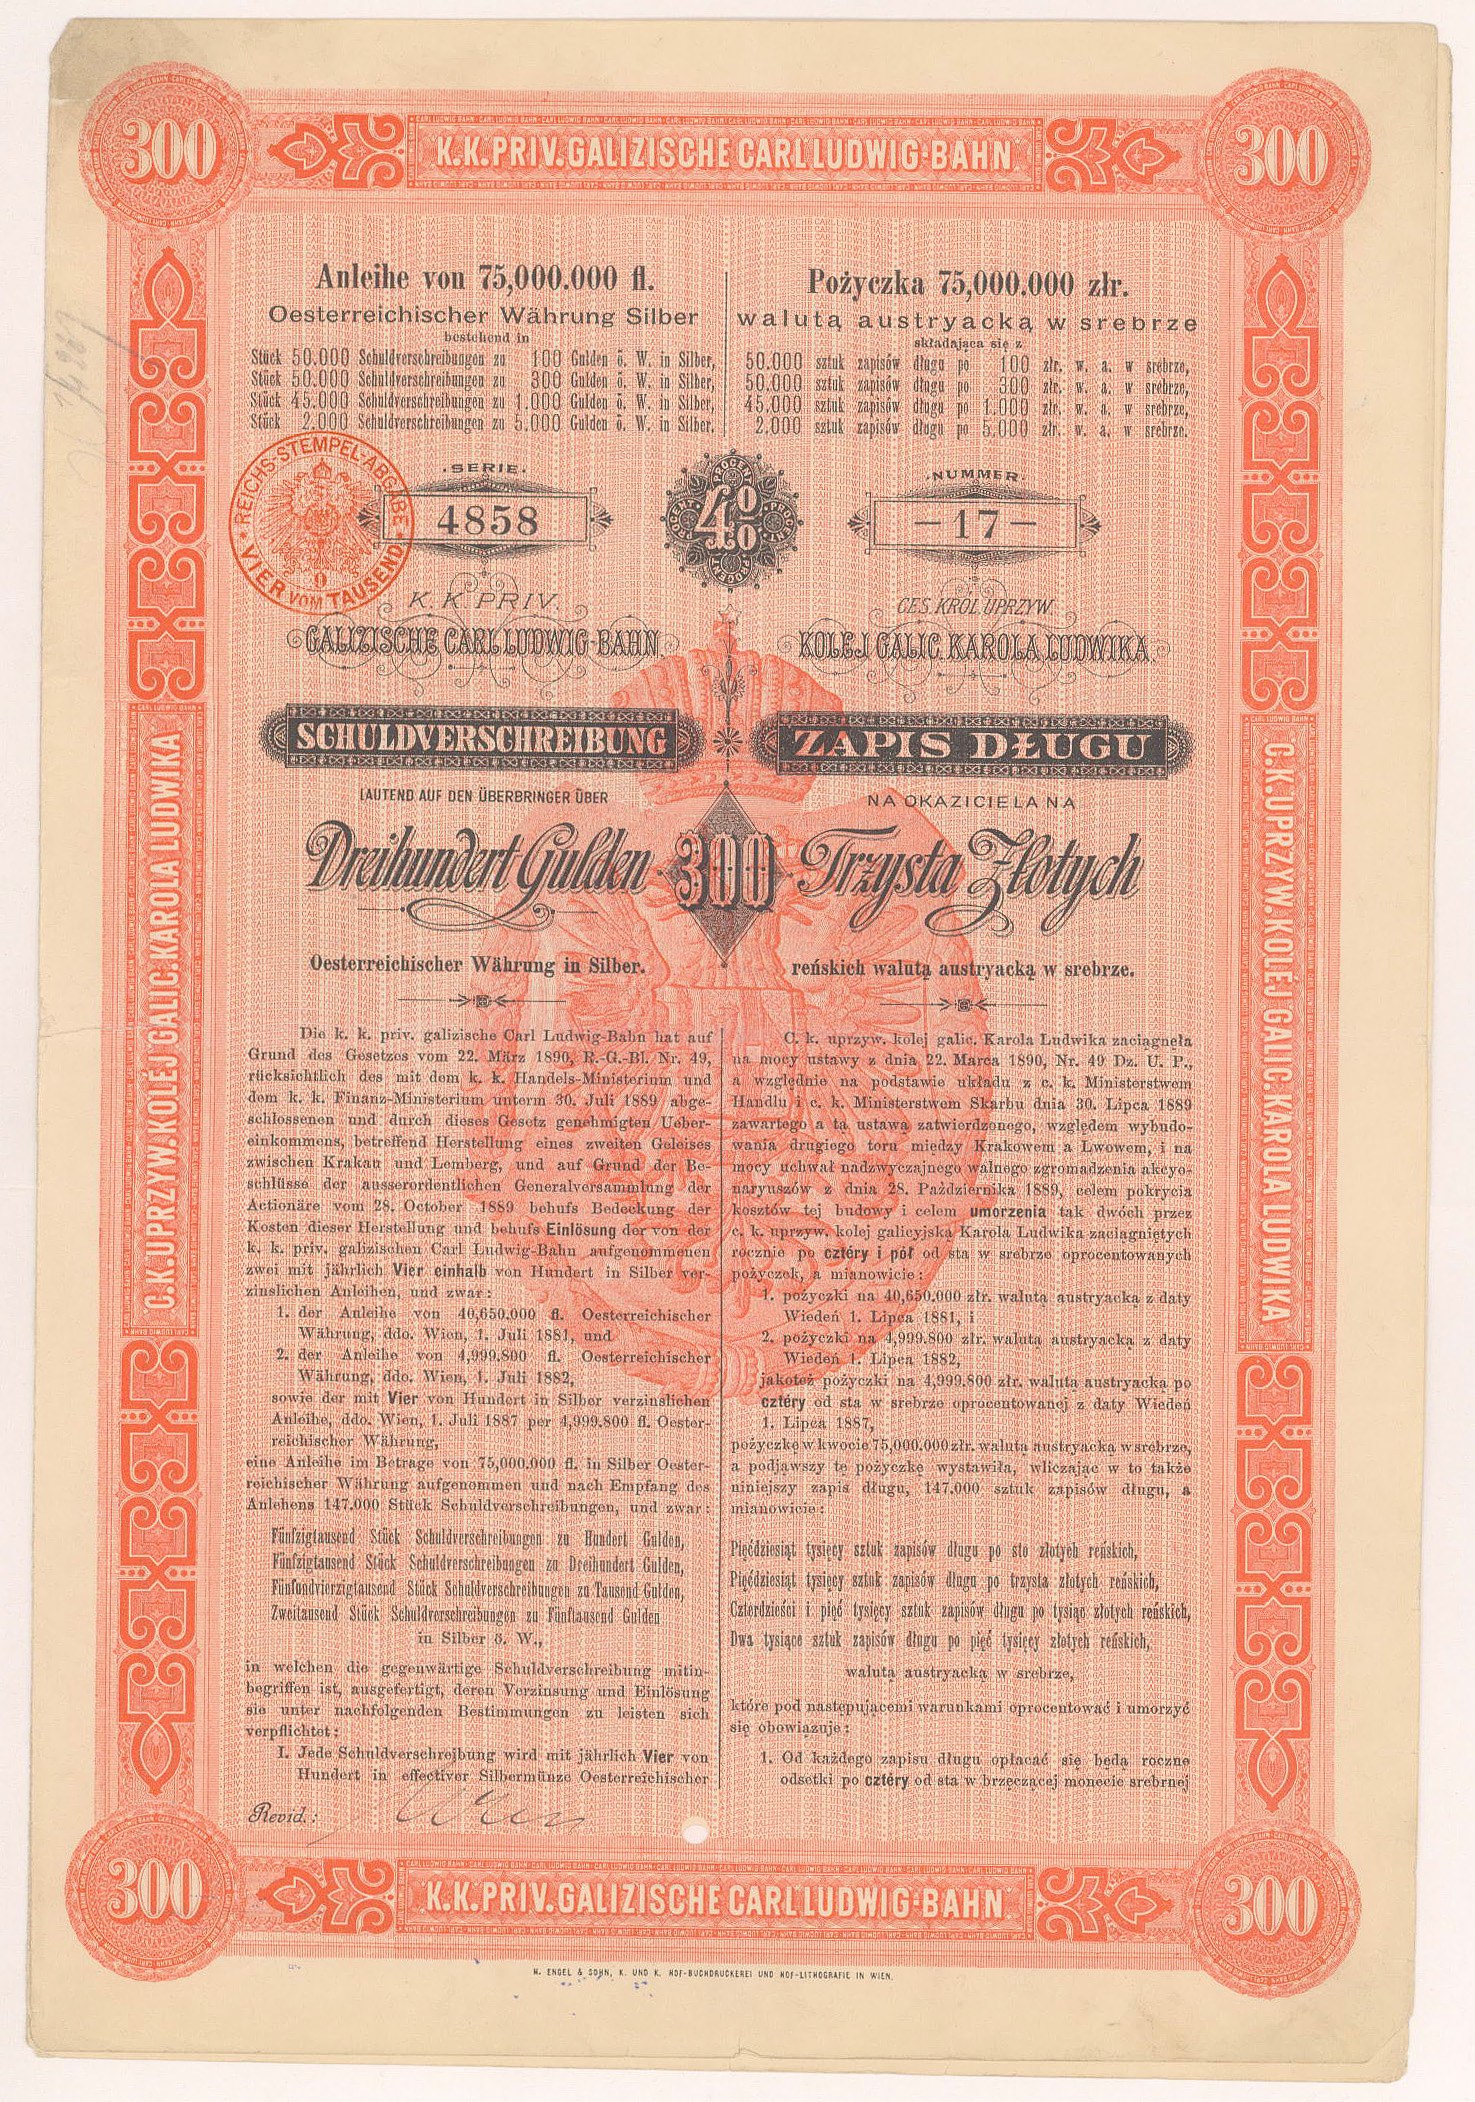 300
K.K. PRIV. GALIZISCHE CARL LUDWIG-BAHN
300
Anleihe von 75,000.000 fl.
Oesterreichischer Währung Silber
bestehend in
Stück 50.000 Schuldverschreibungen zu 100 Gulden ö. W. in Silber,
Stück 50.000 Schuldverschreibungen zu 300 Gulden ö. W. in Silber,
Stück 45.000 Schuldverschreibungen zu 1.000 Gulden ö. W. in Silber,
Stück 2.000 Schuldverschreibungen zu 5.000 Gulden ö. W. in Silber.
Pożyczka 75,000.000 złr.
walutą austryacką w srebrze
składająca się z
50.000 sztuk zapisów długu po 100 złr. w. a. w srebrze,
50.000 sztuk zapisów długu po 300 złr. w. a. w srebrze,
45.000 sztuk zapisów długu po 1.000 złr. w. a. w srebrze,
2.000 sztuk zapisów długu po 5.000 złr. w. a. w srebrze.
REICHS-STEMPEL-ABGABE
VIER VOM TAUSEND
9
SERIE.
4858
4%
PROCENT PROCENT PROCENT PROCENT
NUMMER.
—17—
K. K. PRIV.
GALIZISCHE CARL LUDWIG-BAHN
CES. KRÓL. UPRZYW.
KOLEJ GALIC. KAROLA LUDWIKA
SCHULDVERSCHREIBUNG
ZAPIS DŁUGU
LAUTEND AUF DEN ÜBERBRINGER ÜBER
NA OKAZICIELA NA
Dreihundert Gulden
300
Trzysta Złotych
Oesterreichischer Währung in Silber.
reńskich walutą austryacką w srebrze.
Die k. k. priv. galizische Carl Ludwig-Bahn hat auf
Grund des Gesetzes vom 22. März 1890, R.-G.-Bl. Nr. 49,
rücksichtlich des mit dem k. k. Handels-Ministerium und
dem k. k. Finanz-Ministerium unterm 30. Juli 1889 abge-
schlossenen und durch dieses Gesetz genehmigten Ueber-
einkommens, betreffend Herstellung eines zweiten Geleises
zwischen Krakau und Lemberg, und auf Grund der Be-
schlüsse der ausserordentlichen Generalversammlung der
Actionäre vom 28. October 1889 behufs Bedeckung der
Kosten dieser Herstellung und behufs Einlösung der von der
k. k. priv. galizischen Carl Ludwig-Bahn aufgenommenen
zwei mit jährlich Vier einhalb von Hundert in Silber ver-
zinslichen Anleihen, und zwar:
1. der Anleihe von 40,650.000 fl. Oesterreichischer
Währung, ddo. Wien, 1. Juli 1881, und
2. der Anleihe von 4,999.800 fl. Oesterreichischer
Währung, ddo. Wien, 1. Juli 1882,
sowie der mit Vier von Hundert in Silber verzinslichen
Anleihe, ddo. Wien, 1. Juli 1887 per 4,999.800 fl. Oester-
reichischer Währung,
eine Anleihe im Betrage von 75,000.000 fl. in Silber Oester-
reichischer Währung aufgenommen und nach Empfang des
Anlehens 147.000 Stück Schuldverschreibungen, und zwar:
Fünfzigtausend Stück Schuldverschreibungen zu Hundert Gulden,
Fünfzigtausend Stück Schuldverschreibungen zu Dreihundert Gulden,
Fünfundvierzigtausend Stück Schuldverschreibungen zu Tausend Gulden,
Zweitausend Stück Schuldverschreibungen zu Fünftausend Gulden
in Silber ö. W.,
in welchen die gegenwärtige Schuldverschreibung mitin-
begriffen ist, ausgefertigt, deren Verzinsung und Einlösung
sie unter nachfolgenden Bestimmungen zu leisten sich
verpflichtet:
1. Jede Schuldverschreibung wird mit jährlich Vier von
Hundert in effectiver Silbermünze Oesterreichischer
C. k. uprzyw. kolej galic. Karola Ludwika zaciągnęła
na mocy ustawy z dnia 22. Marca 1890, Nr. 49 Dz. U. P.,
a względnie na podstawie układu z c. k. Ministerstwem
Handlu i c. k. Ministerstwem Skarbu dnia 30. Lipca 1889
zawartego a tą ustawą zatwierdzonego, względem wybudo-
wania drugiego toru między Krakowem a Lwowem, i na
mocy uchwał nadzwyczajnego walnego zgromadzenia akcyo-
naryuszów z dnia 28. Października 1889, celem pokrycia
kosztów tej budowy i celem umorzenia tak dwóch przez
c. k. uprzyw. kolej galicyjską Karola Ludwika zaciągniętych
rocznie po cztéry i pół od sta w srebrze oprocentowanych
pożyczek, a mianowicie:
1. pożyczki na 40,650.000 złr. walutą austryacką z daty
Wiedeń 1. Lipca 1881, i
2. pożyczki na 4,999.800 złr. walutą austryacką z daty
Wiedeń 1. Lipca 1882,
jakoteż pożyczki na 4,999.800 złr. walutą austryacką po
cztéry od sta w srebrze oprocentowanej z daty Wiedeń
1. Lipca 1887,
pożyczkę w kwocie 75,000.000 złr. walutą austryacką w srebrze,
a podjąwszy tę pożyczkę wystawiła, wliczając w to także
niniejszy zapis długu, 147.000 sztuk zapisów długu, a
mianowicie:
Pięćdziesiąt tysięcy sztuk zapisów długu po sto złotych reńskich,
Pięćdziesiąt tysięcy sztuk zapisów długu po trzysta złotych reńskich,
Czterdzieści i pięć tysięcy sztuk zapisów długu po tysiąc złotych reńskich,
Dwa tysiące sztuk zapisów długu po pięć tysięcy złotych reńskich,
walutą austryacką w srebrze,
które pod następującemi warunkami oprocentować i umorzyć
się obowiązuje:
1. Od każdego zapisu długu opłacać się będą roczne
odsetki po cztéry od sta w brzęczącej monecie srebrnej
Revid.:
C. K. UPRZYW. KOLÉJ GALIC. KAROLA LUDWIKA
C. K. UPRZYW. KOLÉJ GALIC. KAROLA LUDWIKA
300
K.K. PRIV. GALIZISCHE CARL LUDWIG-BAHN
300
M. ENGEL & SOHN, K. UND K. HOF-BUCHDRUCKEREI UND HOF-LITHOGRAFIE IN WIEN.